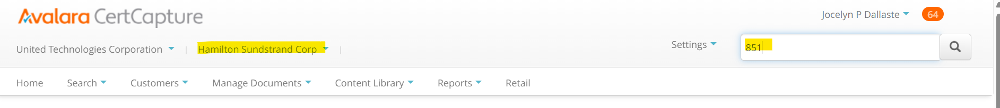 Avalara CertCapture
Jocelyn P Dallaste 64
United Technologies Corporation | Hamilton Sundstrand Corp |
Settings 851
Home Search Customers Manage Documents Content Library Reports Retail